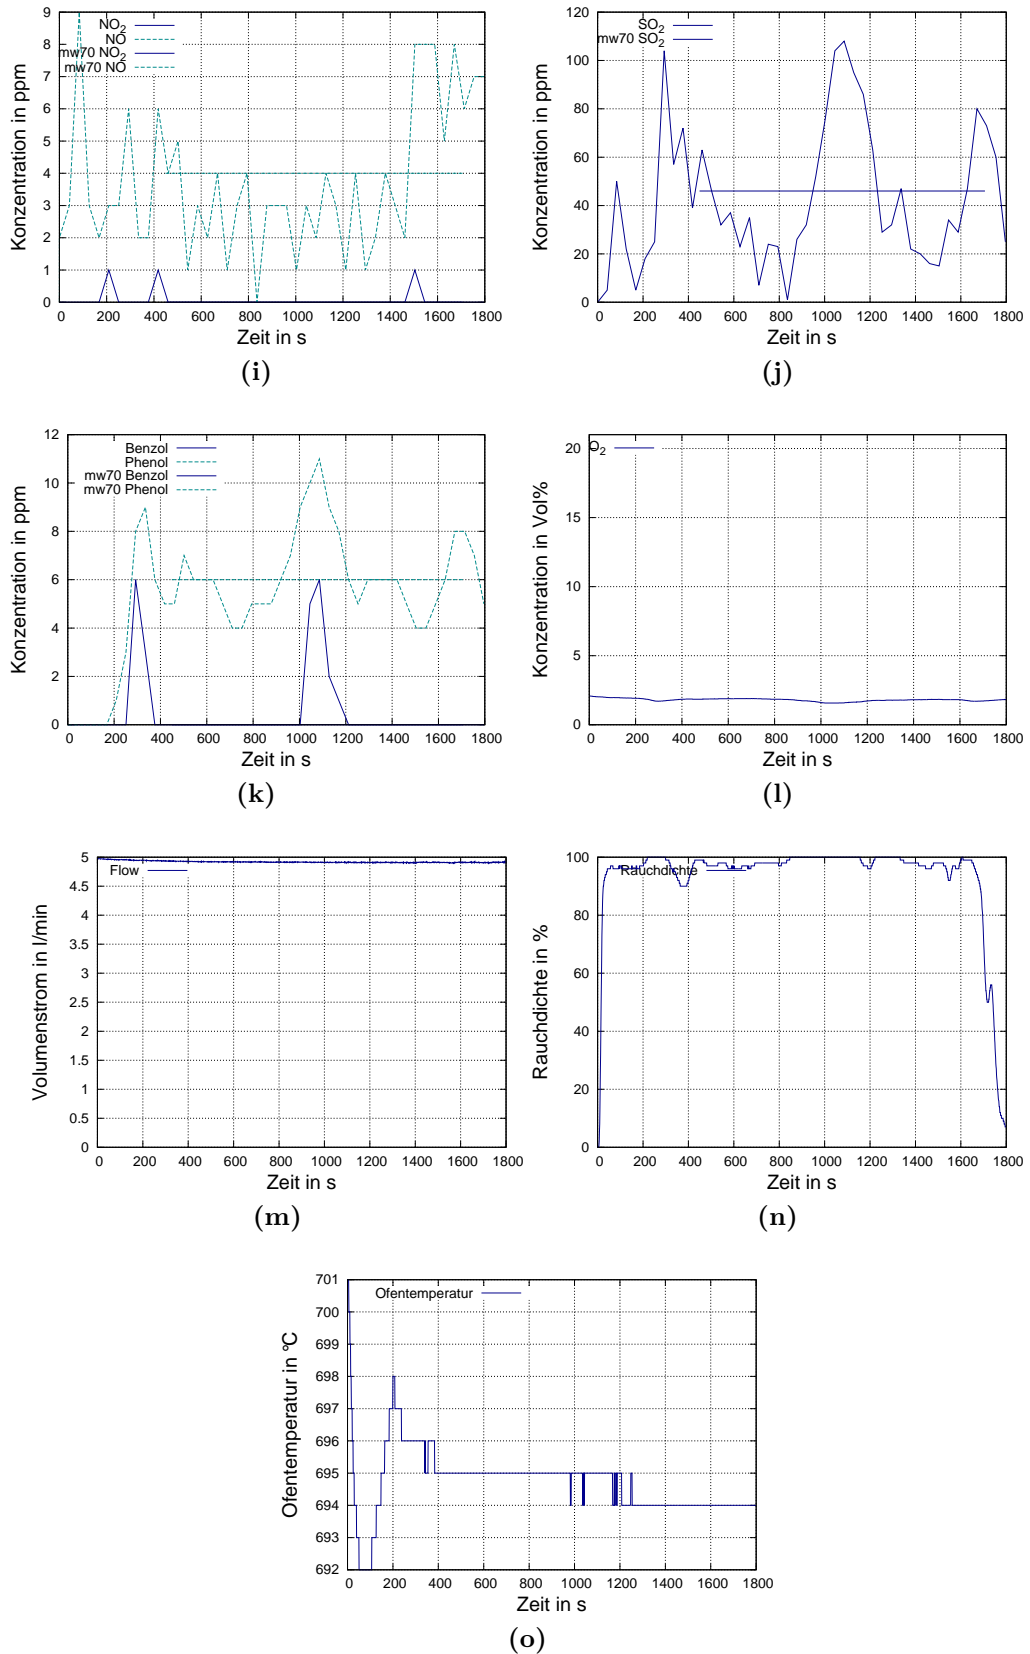 9
8
7
6
5
4
3
2
1
0
Konzentration in ppm
NO2
NO
mw70 NO2
mw70 NO
0 200 400 600 800 1000 1200 1400 1600 1800
Zeit in s
(i)
120
100
80
60
40
20
0
Konzentration in ppm
SO2
mw70 SO2
0 200 400 600 800 1000 1200 1400 1600 1800
Zeit in s
(j)
12
10
8
6
4
2
0
Konzentration in ppm
Benzol
Phenol
mw70 Benzol
mw70 Phenol
0 200 400 600 800 1000 1200 1400 1600 1800
Zeit in s
(k)
20
15
10
5
0
Konzentration in Vol%
O2
0 200 400 600 800 1000 1200 1400 1600 1800
Zeit in s
(l)
5
4.5
4
3.5
3
2.5
2
1.5
1
0.5
0
Volumenstrom in l/min
Flow
0 200 400 600 800 1000 1200 1400 1600 1800
Zeit in s
(m)
100
80
60
40
20
0
Rauchdichte in %
Rauchdichte
0 200 400 600 800 1000 1200 1400 1600 1800
Zeit in s
(n)
701
700
699
698
697
696
695
694
693
692
Ofentemperatur in °C
Ofentemperatur
0 200 400 600 800 1000 1200 1400 1600 1800
Zeit in s
(o)